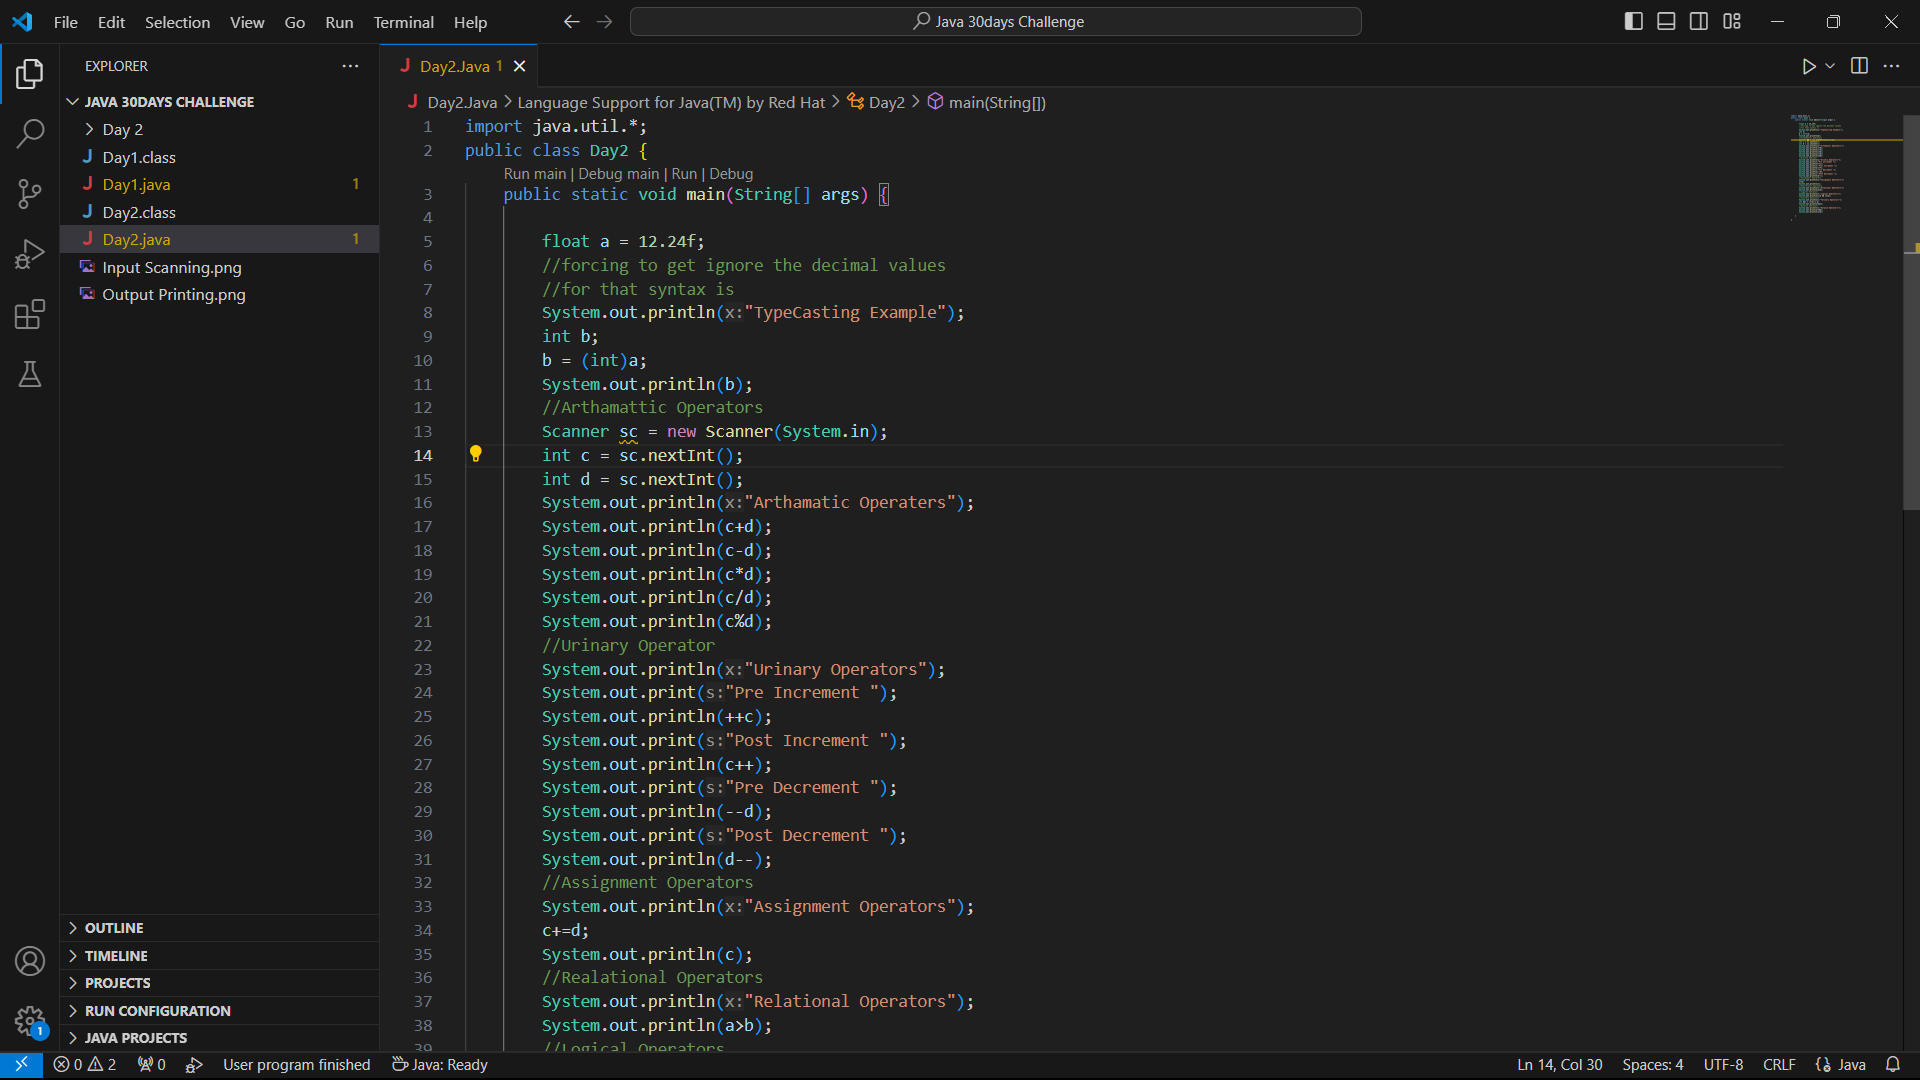 File Edit Selection View Go Run Terminal Help
Java 30days Challenge
EXPLORER
JAVA 30DAYS CHALLENGE
Day 2
Day1.class
Day1.java 1
Day2.class
Day2.java 1
Input Scanning.png
Output Printing.png
OUTLINE
TIMELINE
PROJECTS
RUN CONFIGURATION
JAVA PROJECTS
1
Day2.Java 1
Day2.Java > Language Support for Java(TM) by Red Hat > Day2 > main(String[])
1 import java.util.*;
2 public class Day2 {
Run main | Debug main | Run | Debug
3 public static void main(String[] args) {
4
5 float a = 12.24f;
6 //forcing to get ignore the decimal values
7 //for that syntax is
8 System.out.println(x:"TypeCasting Example");
9 int b;
10 b = (int)a;
11 System.out.println(b);
12 //Arthamattic Operators
13 Scanner sc = new Scanner(System.in);
14 int c = sc.nextInt();
15 int d = sc.nextInt();
16 System.out.println(x:"Arthamatic Operaters");
17 System.out.println(c+d);
18 System.out.println(c-d);
19 System.out.println(c*d);
20 System.out.println(c/d);
21 System.out.println(c%d);
22 //Urinary Operator
23 System.out.println(x:"Urinary Operators");
24 System.out.print(s:"Pre Increment ");
25 System.out.println(++c);
26 System.out.print(s:"Post Increment ");
27 System.out.println(c++);
28 System.out.print(s:"Pre Decrement ");
29 System.out.println(--d);
30 System.out.print(s:"Post Decrement ");
31 System.out.println(d--);
32 //Assignment Operators
33 System.out.println(x:"Assignment Operators");
34 c+=d;
35 System.out.println(c);
36 //Realational Operators
37 System.out.println(x:"Relational Operators");
38 System.out.println(a>b);
39 //Logical Operators
0 2 0 User program finished Java: Ready Ln 14, Col 30 Spaces: 4 UTF-8 CRLF Java